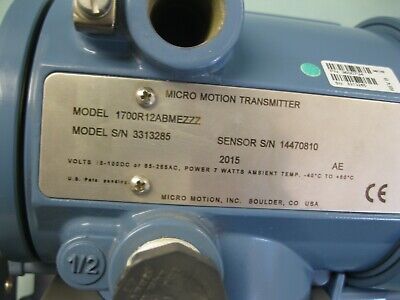 MICRO MOTION TRANSMITTER
MODEL 1700R12ABMEZZZ
MODEL S/N 3313285
SENSOR S/N 14470810
2015 AE
VOLTS 18-100DC or 85-265AC, POWER 7 WATTS AMBIENT TEMP. -40°C TO +60°C
U.S. Pats. pending
CE
MICRO MOTION, INC. BOULDER, CO USA
1/2
3313285